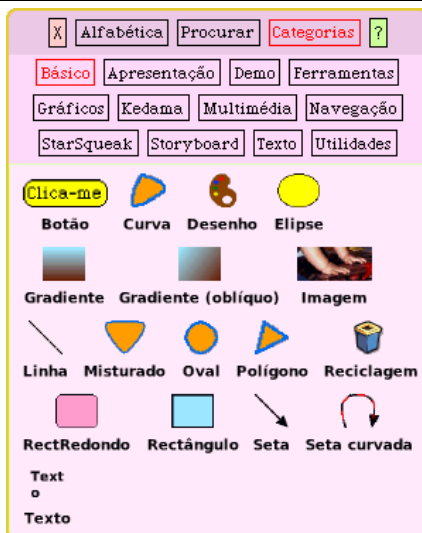 X Alfabética Procurar Categorias ?
Básico Apresentação Demo Ferramentas
Gráficos Kedama Multimédia Navegação
StarSqueak Storyboard Texto Utilidades
Clica-me
Botão Curva Desenho Elipse
Gradiente Gradiente (oblíquo) Imagem
Linha Misturado Oval Polígono Reciclagem
RectRedondo Rectângulo Seta Seta curvada
Text
o
Texto